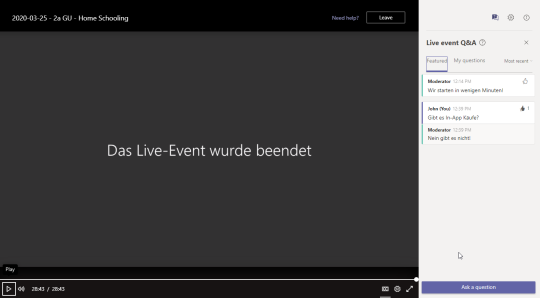 2020-03-25 - 2a GU - Home Schooling
Need help?
Leave
Das Live-Event wurde beendet
Play
28:43 / 28:43
Live event Q&A
Featured
My questions
Most recent
Moderator 12:14 PM
Wir starten in wenigen Minuten!
John (You) 12:38 PM
1
Gibt es In-App Käufe?
Moderator 12:38 PM
Nein gibt es nicht!
Ask a question